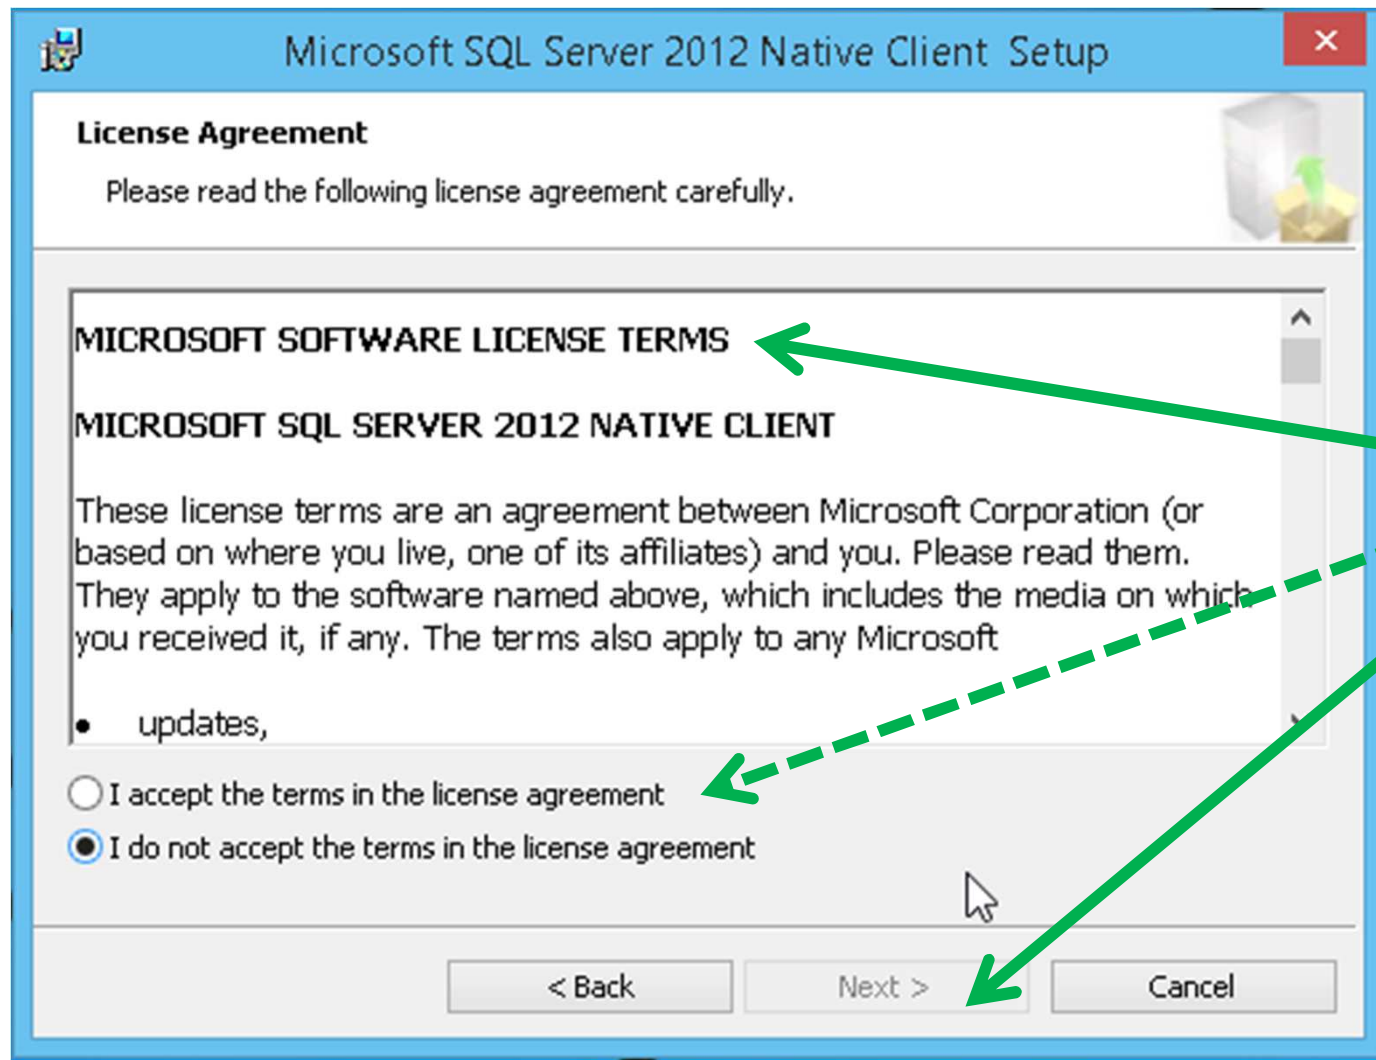 Microsoft SQL Server 2012 Native Client Setup
License Agreement
Please read the following license agreement carefully.
MICROSOFT SOFTWARE LICENSE TERMS
MICROSOFT SQL SERVER 2012 NATIVE CLIENT
These license terms are an agreement between Microsoft Corporation (or
based on where you live, one of its affiliates) and you. Please read them.
They apply to the software named above, which includes the media on which
you received it, if any. The terms also apply to any Microsoft
• updates,
I accept the terms in the license agreement
I do not accept the terms in the license agreement
< Back Next > Cancel